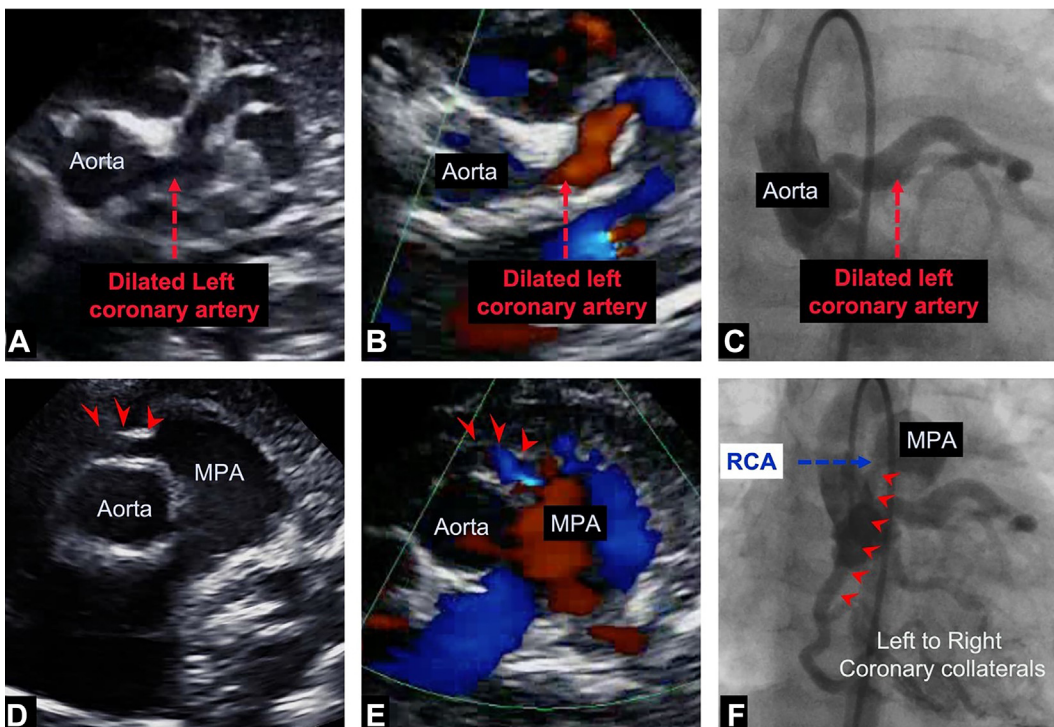 Aorta
Dilated Left
coronary artery
A
Aorta
Dilated left
coronary artery
B
Aorta
Dilated left
coronary artery
C
Aorta
MPA
D
Aorta
MPA
E
RCA
MPA
Left to Right
Coronary collaterals
F